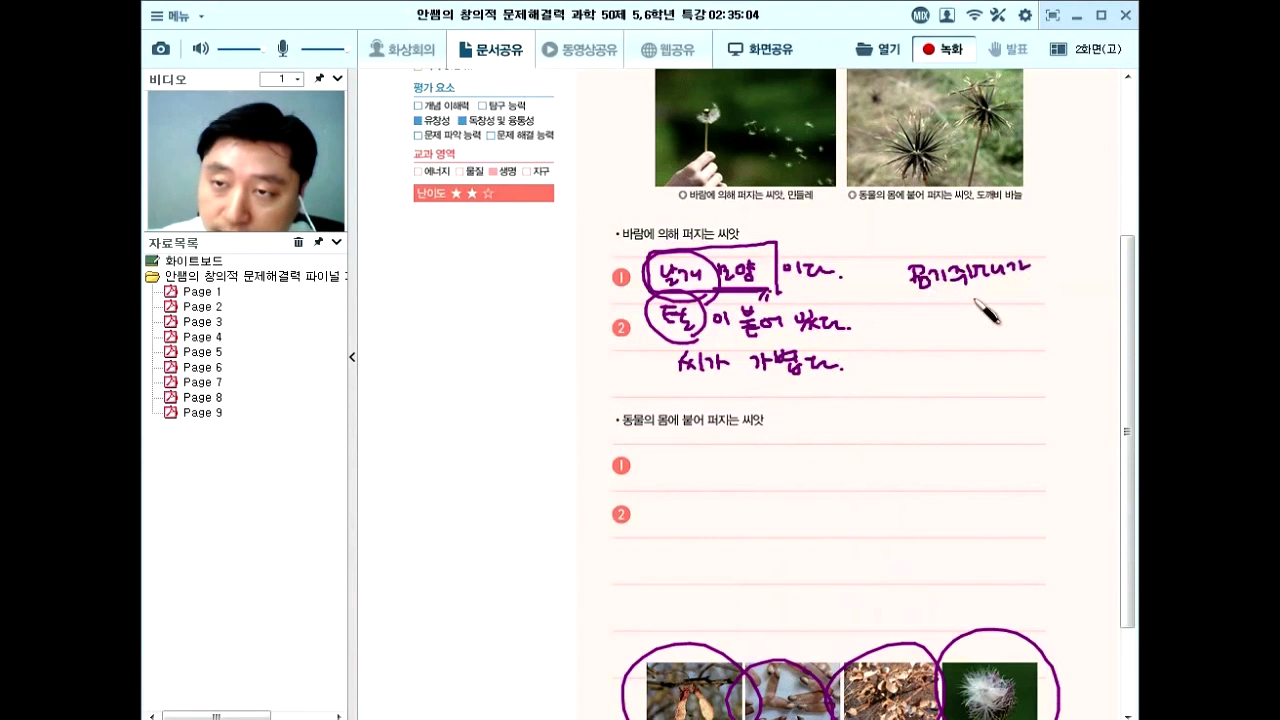 메뉴
안쌤의 창의적 문제해결력 과학 50제 5,6학년 특강 02:35:04
MIX
화상회의
문서공유
동영상공유
웹공유
화면공유
열기
녹화
발표
2화면(고)
비디오
1
자료목록
화이트보드
안쌤의 창의적 문제해결력 파이널
Page 1
Page 2
Page 3
Page 4
Page 5
Page 6
Page 7
Page 8
Page 9
평가 요소
개념 이해력 탐구 능력
유창성 독창성 및 융통성
문제 파악 능력 문제 해결 능력
교과 영역
에너지 물질 생명 지구
난이도 ★ ★ ☆
바람에 의해 퍼지는 씨앗, 민들레
동물의 몸에 붙어 퍼지는 씨앗, 도깨비 바늘
• 바람에 의해 퍼지는 씨앗
1 날개 모양 이다.
2 털이 붙어 있다.
씨가 가볍다.
• 동물의 몸에 붙어 퍼지는 씨앗
1
2